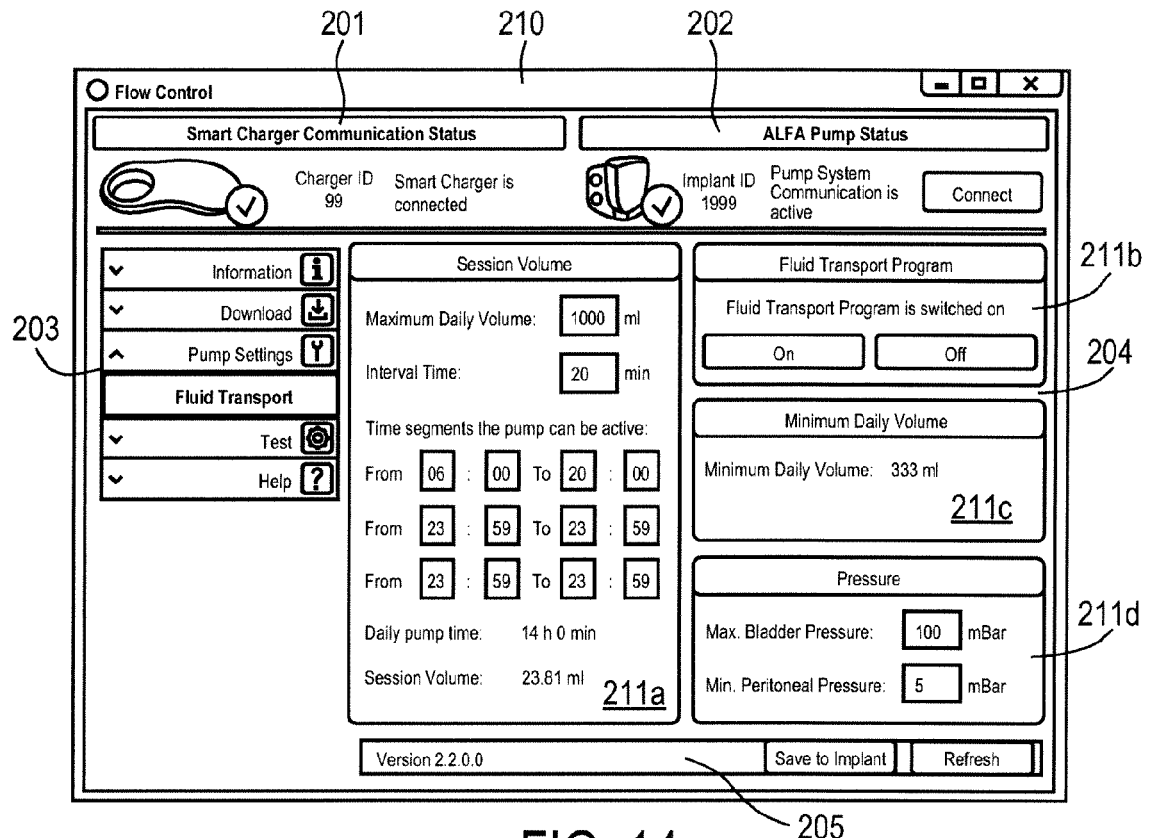 201 210 202
Flow Control
Smart Charger Communication Status
ALFA Pump Status
Charger ID
99
Smart Charger is
connected
Implant ID
1999
Pump System
Communication is
active
Connect
203
Information
Download
Pump Settings
Fluid Transport
Test
Help ?
Session Volume
Maximum Daily Volume: 1000 ml
Interval Time: 20 min
Time segments the pump can be active:
From 06 : 00 To 20 : 00
From 23 : 59 To 23 : 59
From 23 : 59 To 23 : 59
Daily pump time: 14 h 0 min
Session Volume: 23.81 ml
211a
Fluid Transport Program
211b
Fluid Transport Program is switched on
On Off
204
Minimum Daily Volume
Minimum Daily Volume: 333 ml
211c
Pressure
Max. Bladder Pressure: 100 mBar
211d
Min. Peritoneal Pressure: 5 mBar
Version 2.2.0.0 Save to Implant Refresh
205